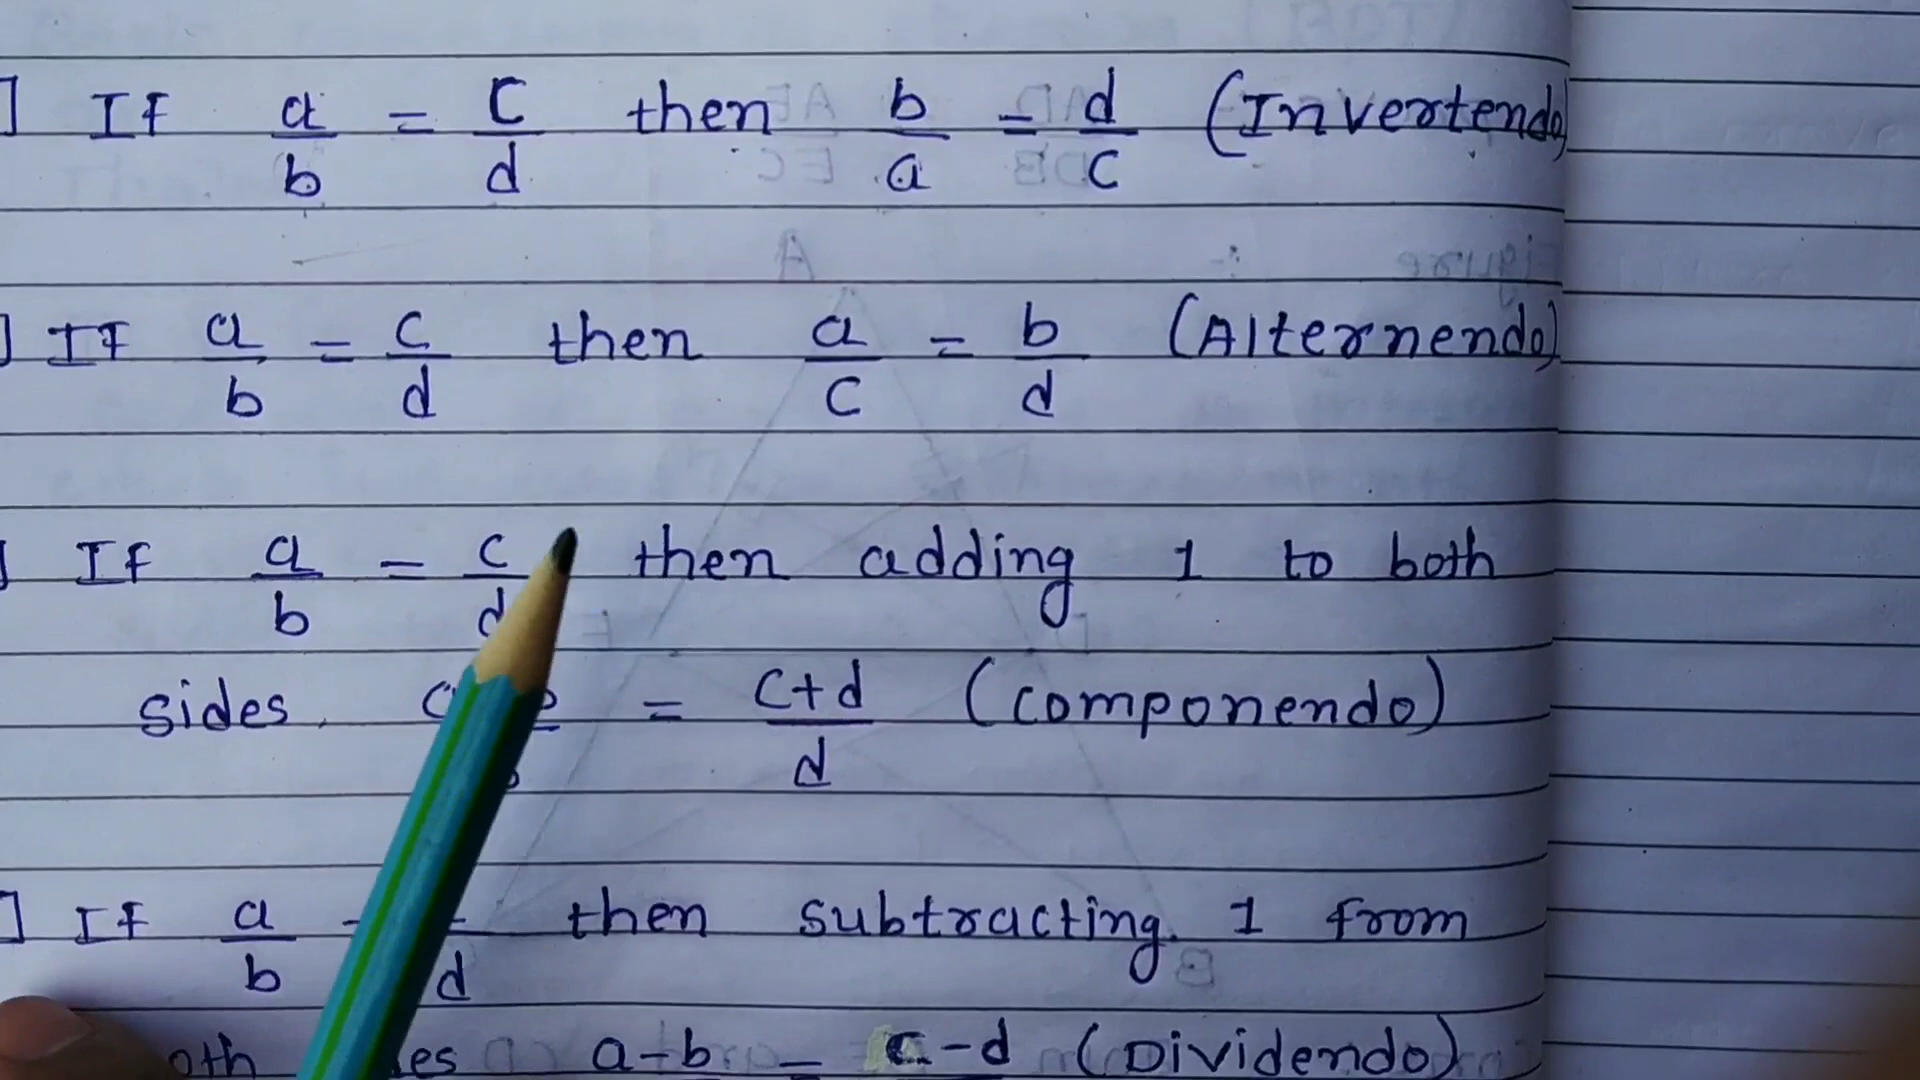 ] If a/b = c/d then b/a = d/c (Invertendo)
] If a/b = c/d then a/c = b/d (Alternendo)
] If a/b = c/d then adding 1 to both
sides. = c+d/d (componendo)
] If a/b d then subtracting. 1 from
a-b = c-d (Dividendo)